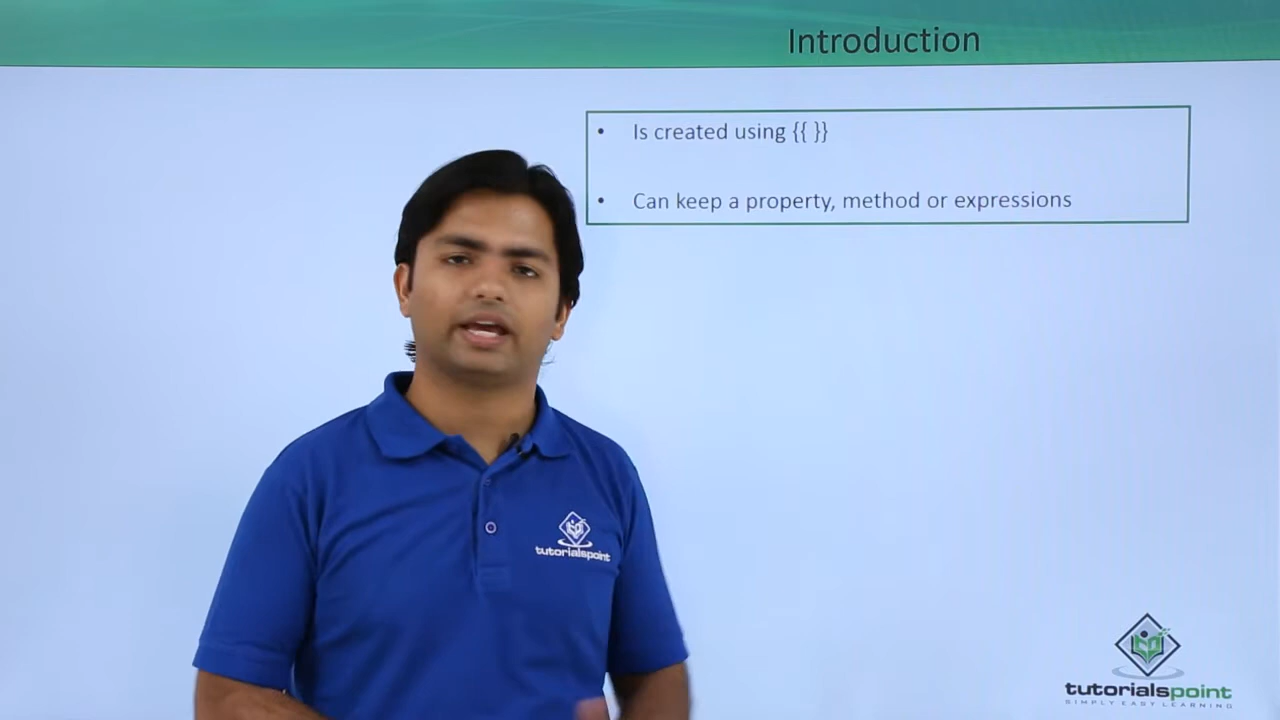 Introduction
• Is created using {{ }}
• Can keep a property, method or expressions
tutorialspoint
tutorialspoint
SIMPLY EASY LEARNING